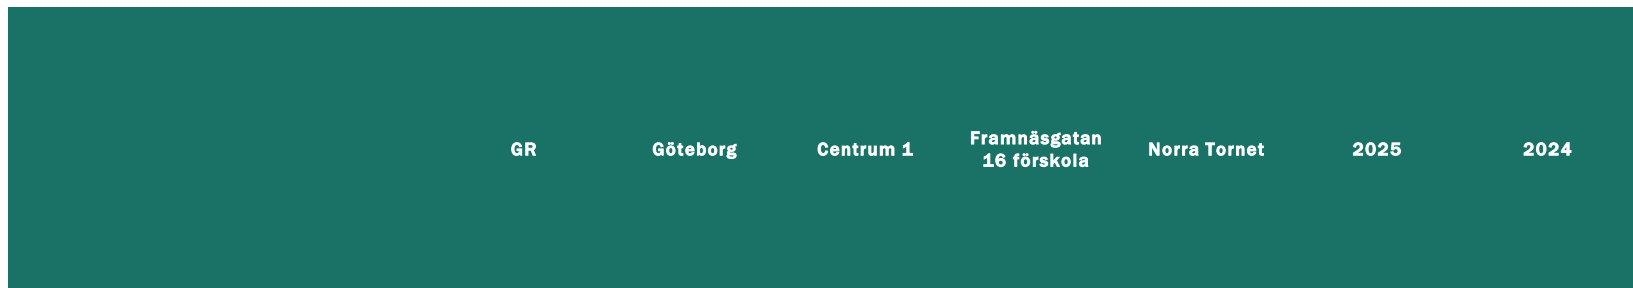 GR Göteborg Centrum 1 Framnäsgatan Norra Tornet 2025 2024
16 förskola